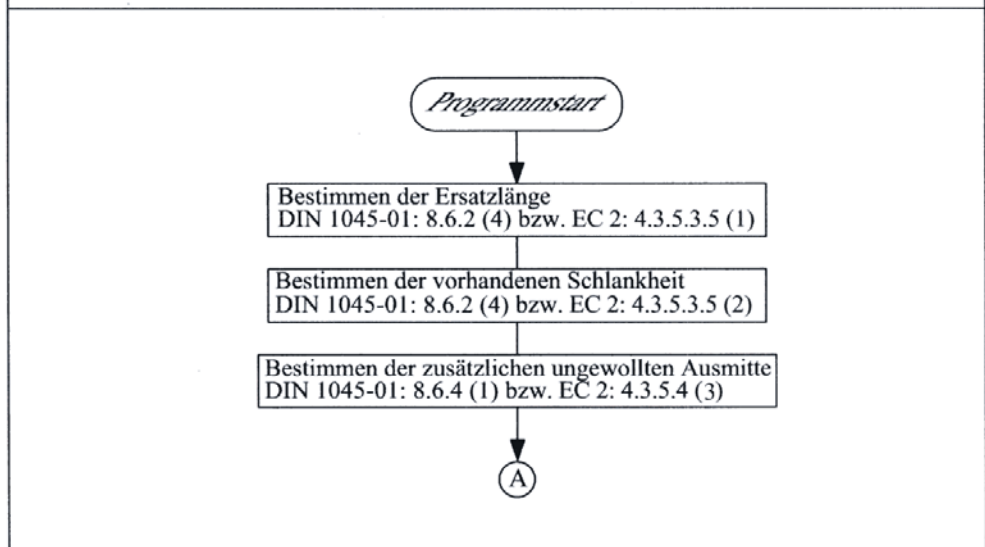 Programmstart
Bestimmen der Ersatzlänge
DIN 1045-01: 8.6.2 (4) bzw. EC 2: 4.3.5.3.5 (1)
Bestimmen der vorhandenen Schlankheit
DIN 1045-01: 8.6.2 (4) bzw. EC 2: 4.3.5.3.5 (2)
Bestimmen der zusätzlichen ungewollten Ausmitte
DIN 1045-01: 8.6.4 (1) bzw. EC 2: 4.3.5.4 (3)
A